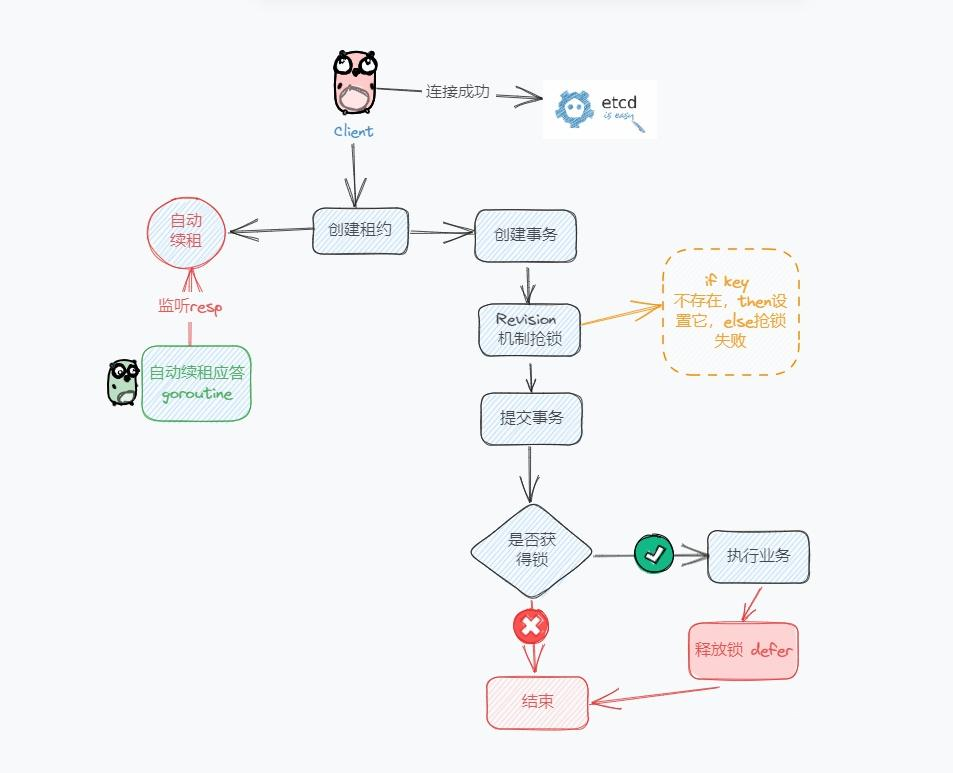 连接成功
etcd
is easy
Client
自动
续租
创建租约
创建事务
监听resp
Revision
机制抢锁
if key
不存在，then设
置它，else抢锁
失败
自动续租应答
goroutine
提交事务
是否获
得锁
执行业务
释放锁 defer
结束